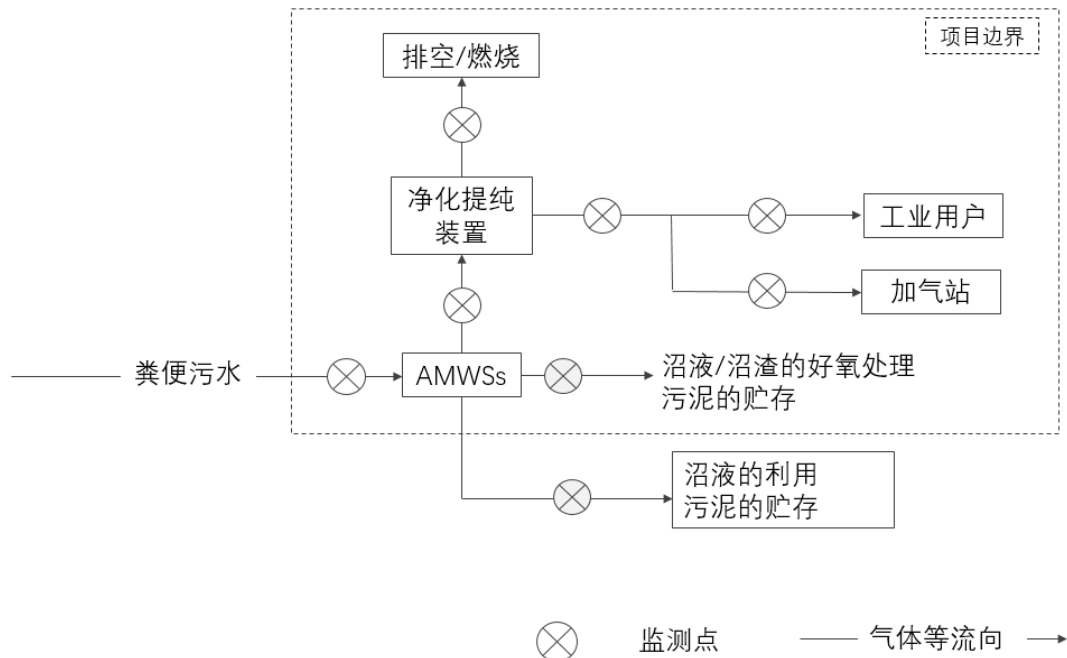 项目边界
排空/燃烧
净化提纯
装置
工业用户
加气站
粪便污水
AMWSs
沼液/沼渣的好氧处理
污泥的贮存
沼液的利用
污泥的贮存
监测点
气体等流向